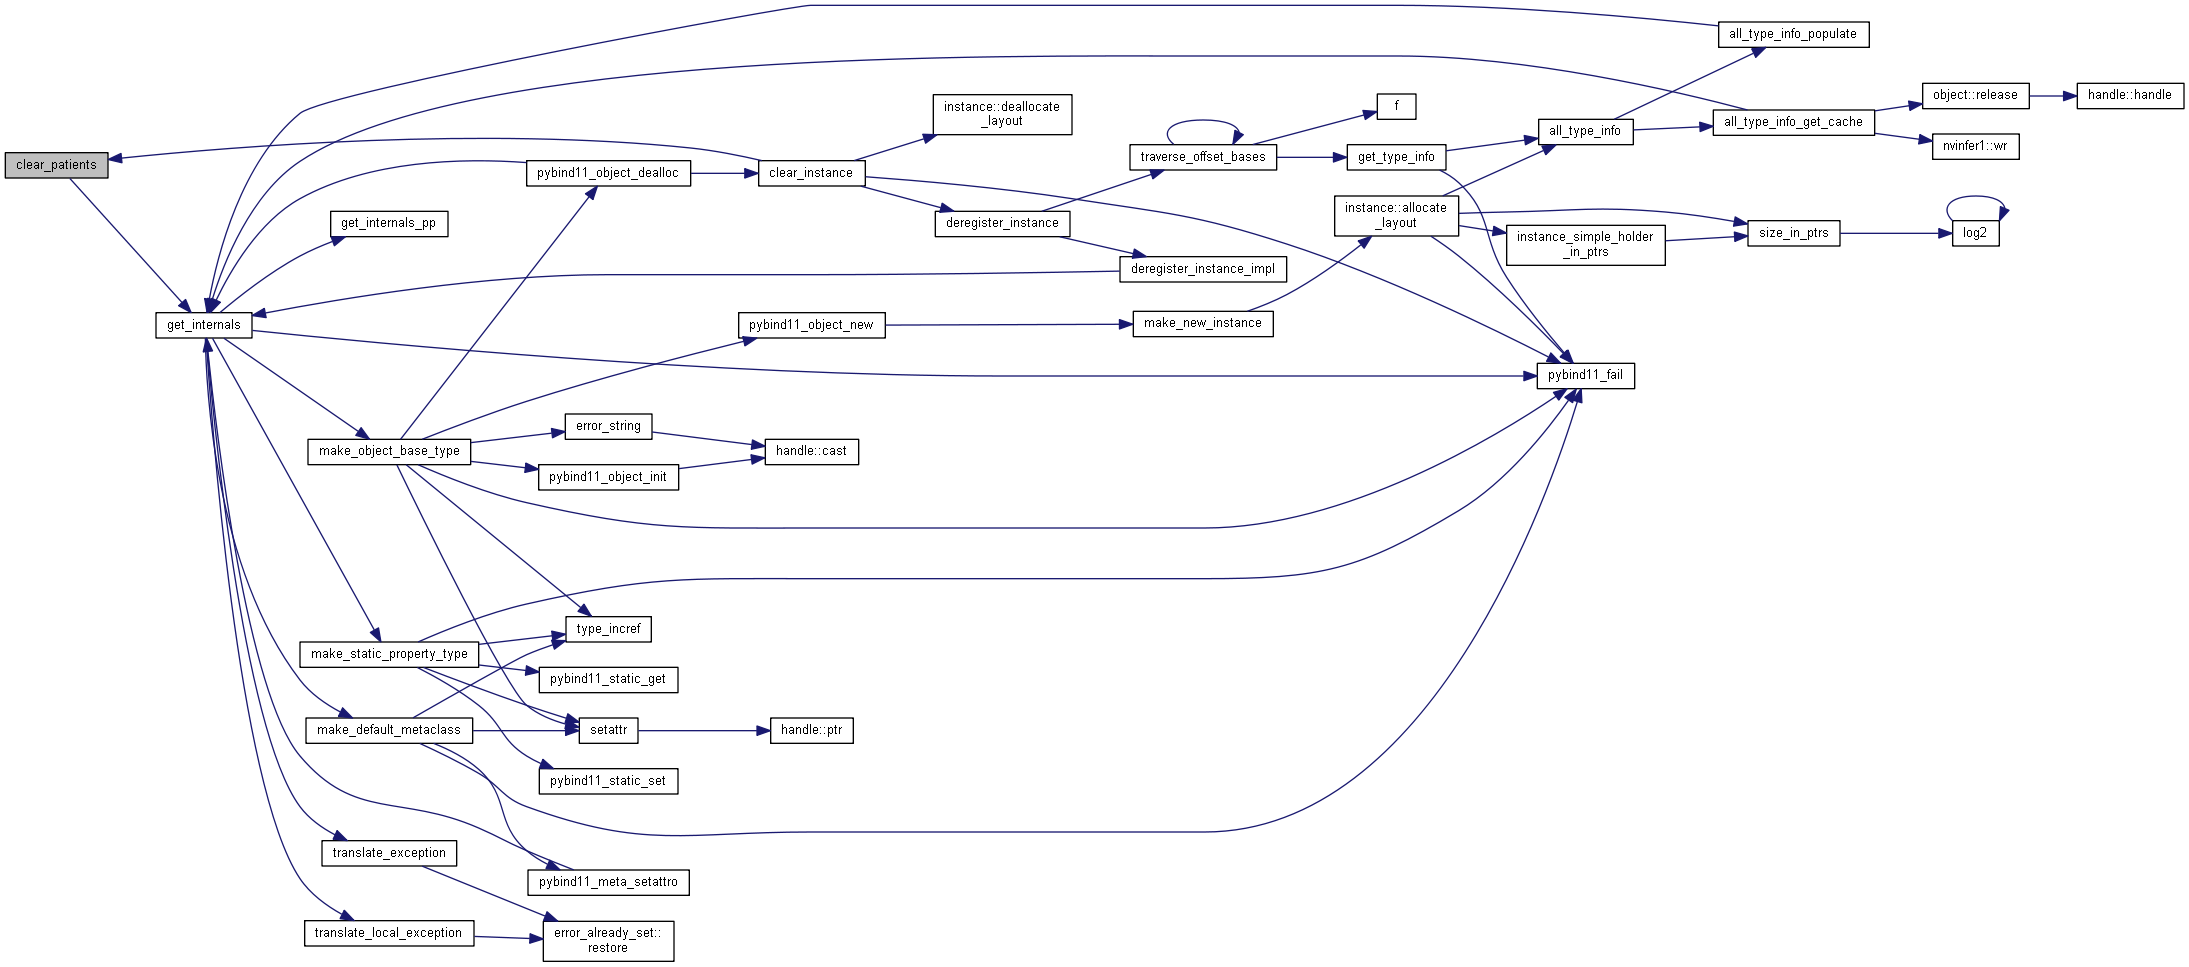 all_type_info_populate
object::release
handle::handle
instance::deallocate
_layout
f
all_type_info_get_cache
all_type_info
nvinfer1::wr
clear_patients
traverse_offset_bases
get_type_info
pybind11_object_dealloc
clear_instance
get_internals_pp
deregister_instance
instance::allocate
_layout
instance_simple_holder
_in_ptrs
size_in_ptrs
log2
deregister_instance_impl
get_internals
pybind11_object_new
make_new_instance
pybind11_fail
error_string
make_object_base_type
handle::cast
pybind11_object_init
type_incref
make_static_property_type
pybind11_static_get
make_default_metaclass
setattr
handle::ptr
pybind11_static_set
translate_exception
pybind11_meta_setattro
translate_local_exception
error_already_set::
restore